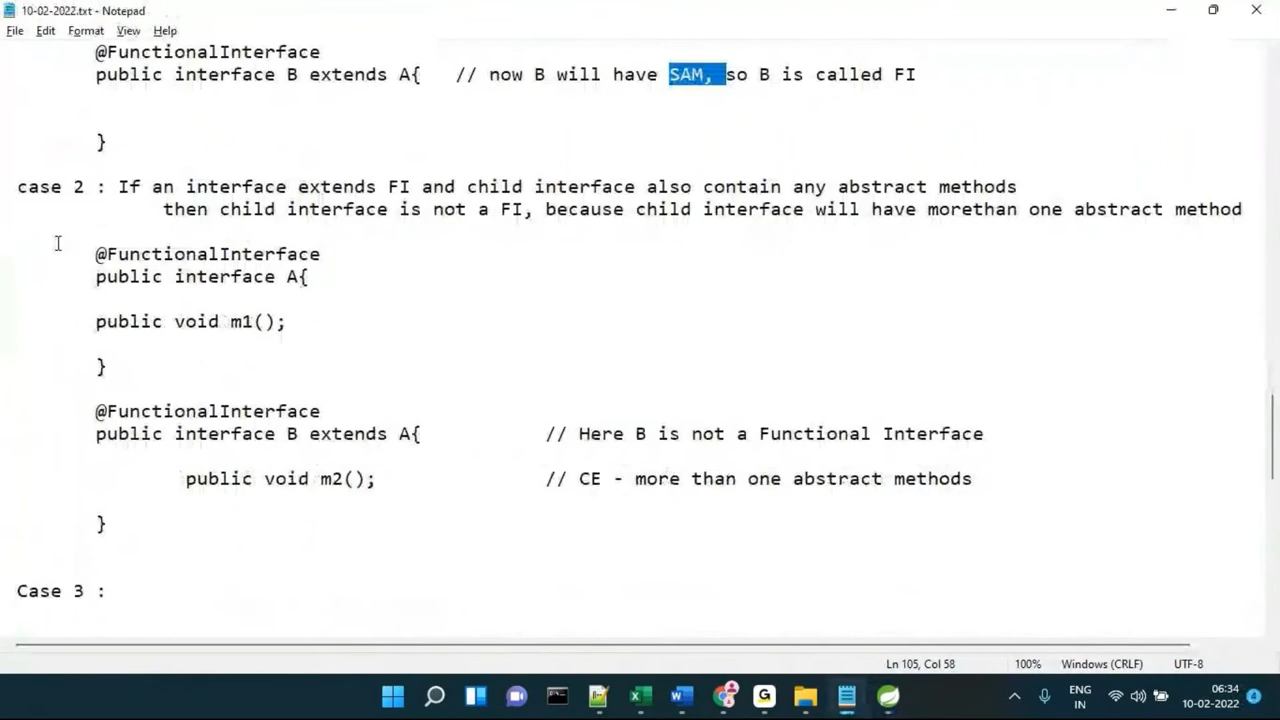 10-02-2022.txt - Notepad
File Edit Format View Help
@FunctionalInterface
public interface B extends A{ // now B will have SAM, so B is called FI
}
case 2 : If an interface extends FI and child interface also contain any abstract methods
then child interface is not a FI, because child interface will have morethan one abstract method
@FunctionalInterface
public interface A{
public void m1();
}
@FunctionalInterface
public interface B extends A{ // Here B is not a Functional Interface
public void m2(); // CE - more than one abstract methods
}
Case 3 :
Ln 105, Col 58 100% Windows (CRLF) UTF-8
ENG 06:34
IN 10-02-2022 4